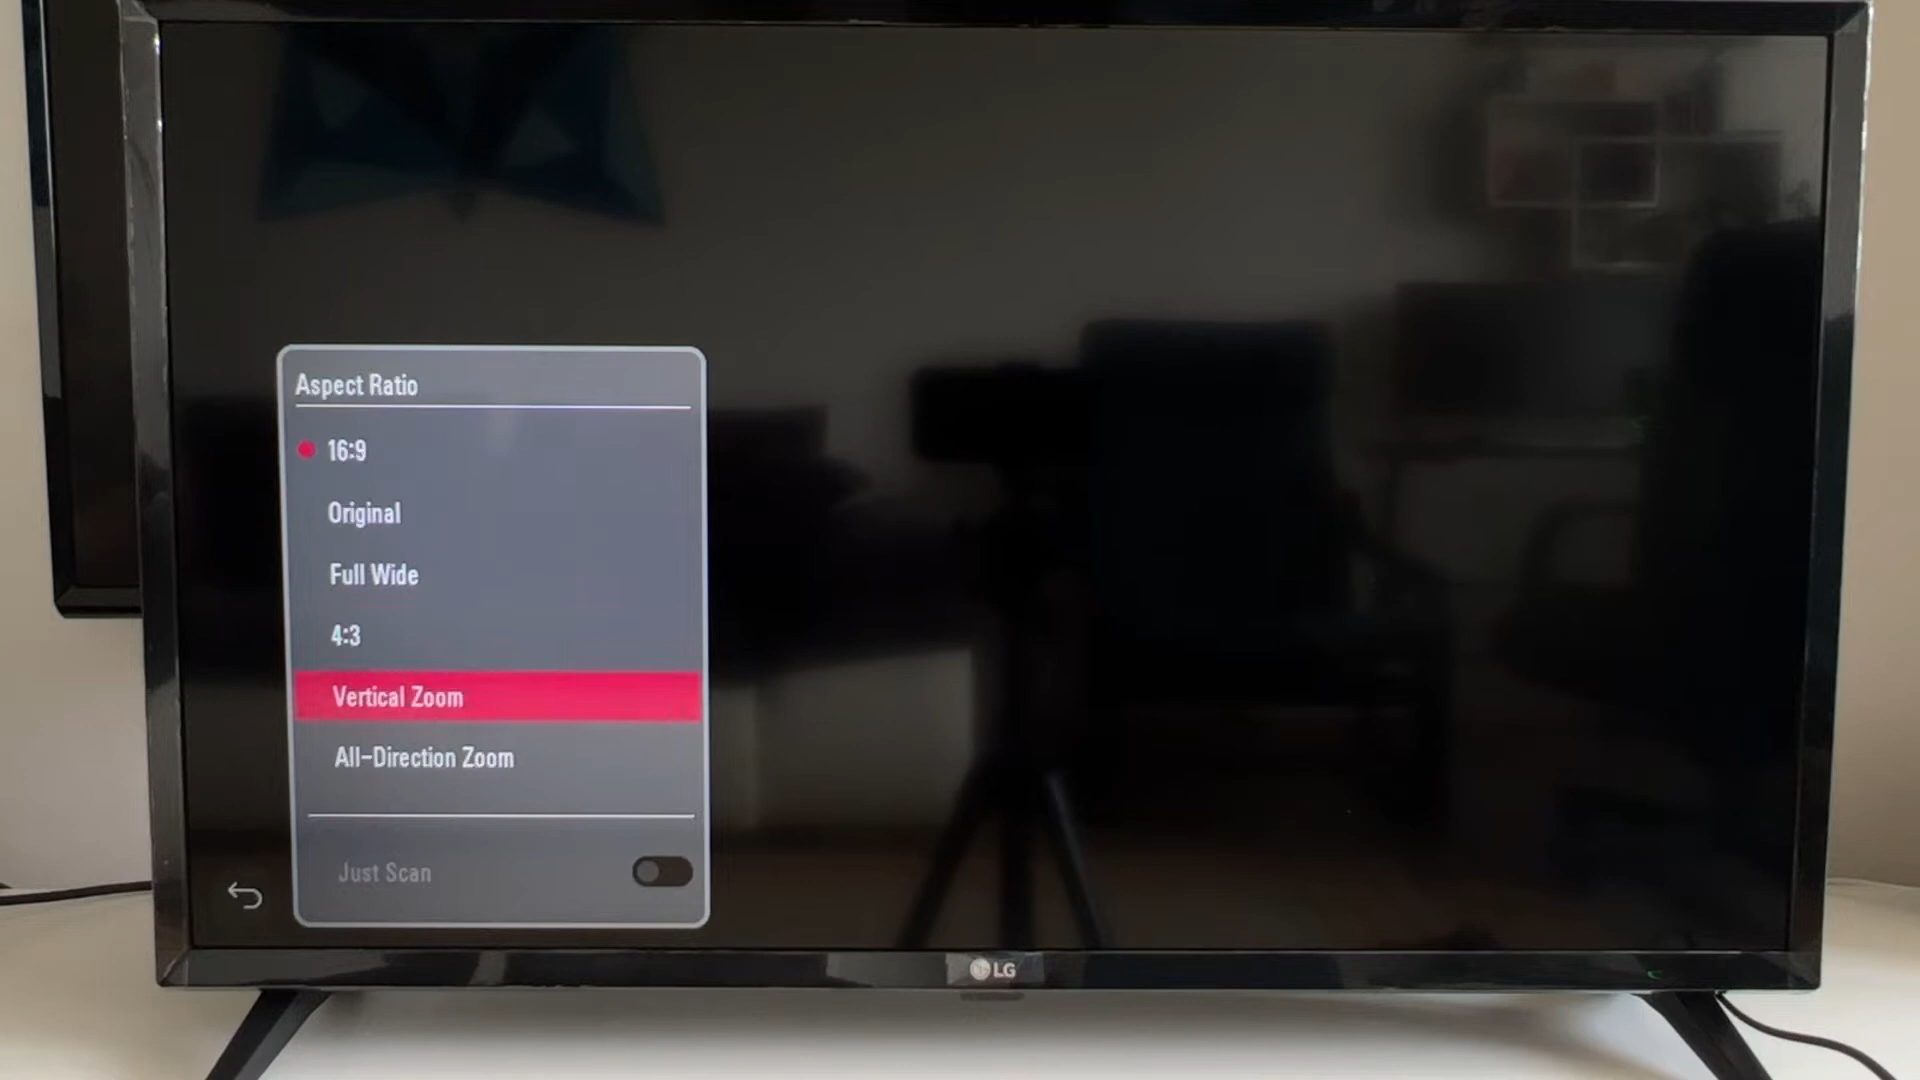 Aspect Ratio
16:9
Original
Full Wide
4:3
Vertical Zoom
All-Direction Zoom
Just Scan
LG